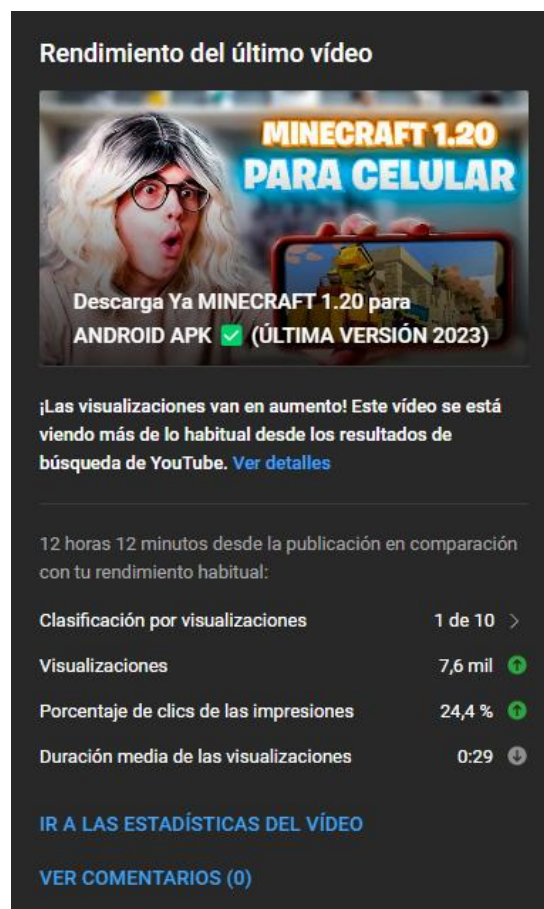 Rendimiento del último vídeo
MINECRAFT 1.20
PARA CELULAR
Descarga Ya MINECRAFT 1.20 para
ANDROID APK ✅ (ÚLTIMA VERSIÓN 2023)
¡Las visualizaciones van en aumento! Este vídeo se está
viendo más de lo habitual desde los resultados de
búsqueda de YouTube. Ver detalles
12 horas 12 minutos desde la publicación en comparación
con tu rendimiento habitual:
Clasificación por visualizaciones 1 de 10 >
Visualizaciones 7,6 mil
Porcentaje de clics de las impresiones 24,4 %
Duración media de las visualizaciones 0:29
IR A LAS ESTADÍSTICAS DEL VÍDEO
VER COMENTARIOS (0)